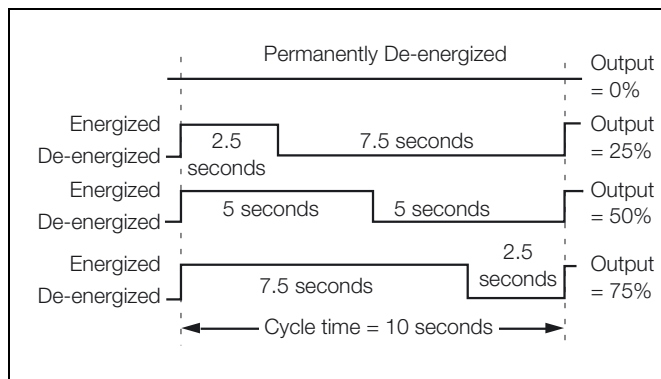 Permanently De-energized
Output
= 0%
Energized
De-energized
2.5
seconds
7.5 seconds
Output
= 25%
Energized
De-energized
5 seconds
5 seconds
Output
= 50%
Energized
De-energized
7.5 seconds
2.5
seconds
Output
= 75%
Cycle time = 10 seconds